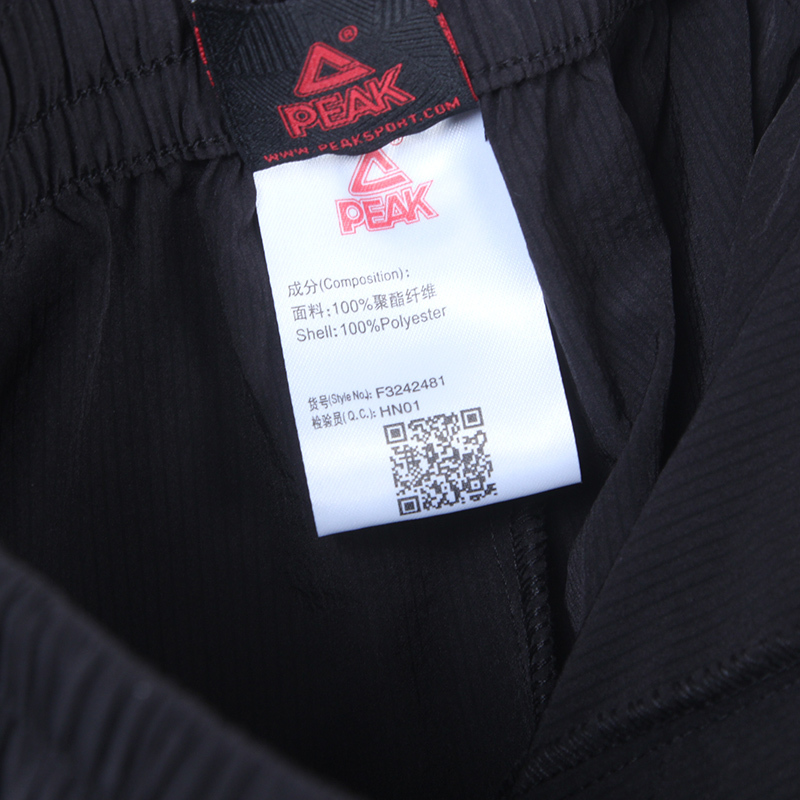 ®
PEAK
WWW.PEAKSPORT.COM
PEAK
成分(Composition):
面料:100%聚酯纤维
Shell:100%Polyester
货号(Style No.): F3242481
检验员(Q.C.): HN01